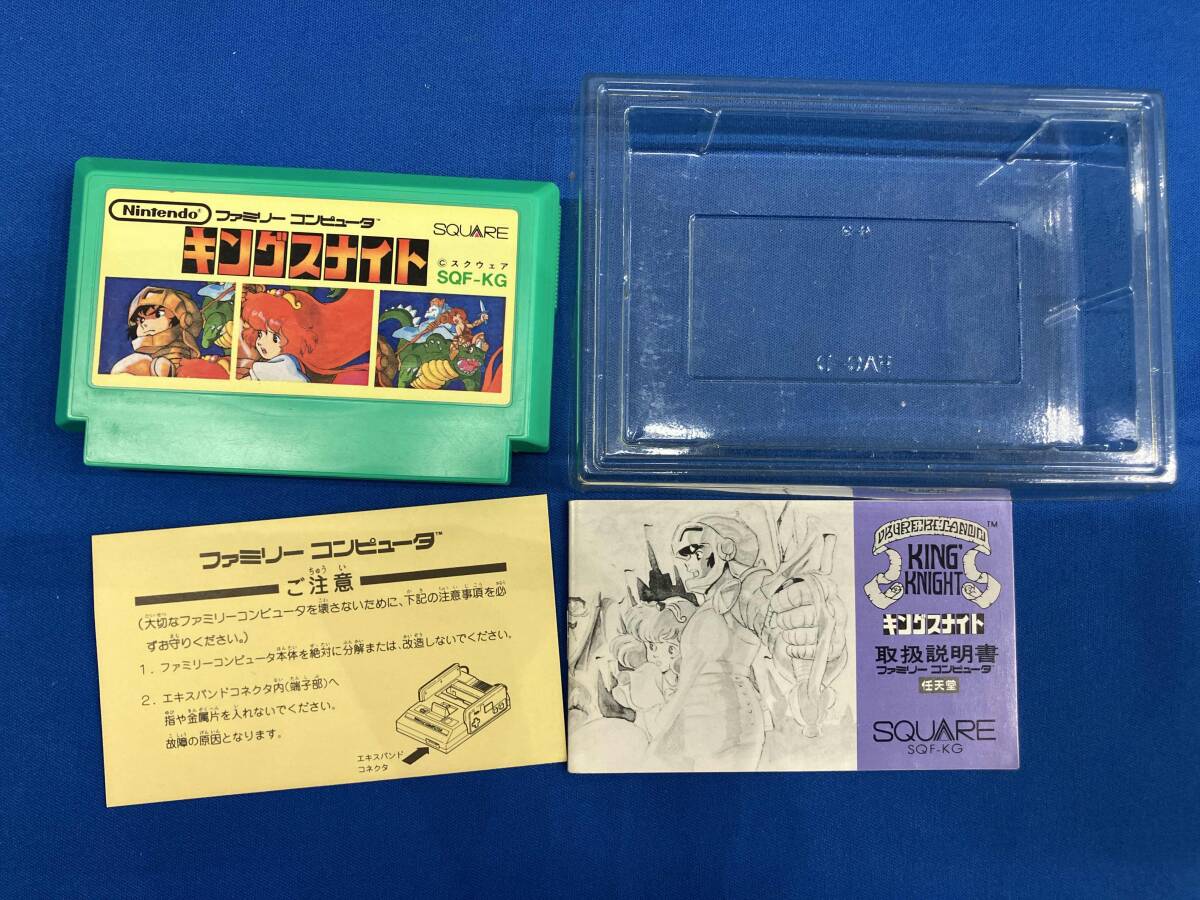 Nintendo®
ファミリー コンピュータ™
キングスナイト
SQUARE
©スクウェア
SQF-KG
ファミリー コンピュータ™
ご注意
(大切なファミリーコンピュータを壊さないために、下記の注意事項を必
ずお守りください。)
1. ファミリーコンピュータ本体を絶対に分解または、改造しないでください。
2. エキスパンドコネクタ内(端子部)へ
指や金属片を入れないでください。
故障の原因となります。
エキスパンド
コネクタ
™
KING'
KNIGHT
キングスナイト
取扱説明書
ファミリー コンピュータ
任天堂
SQUARE
SQF-KG